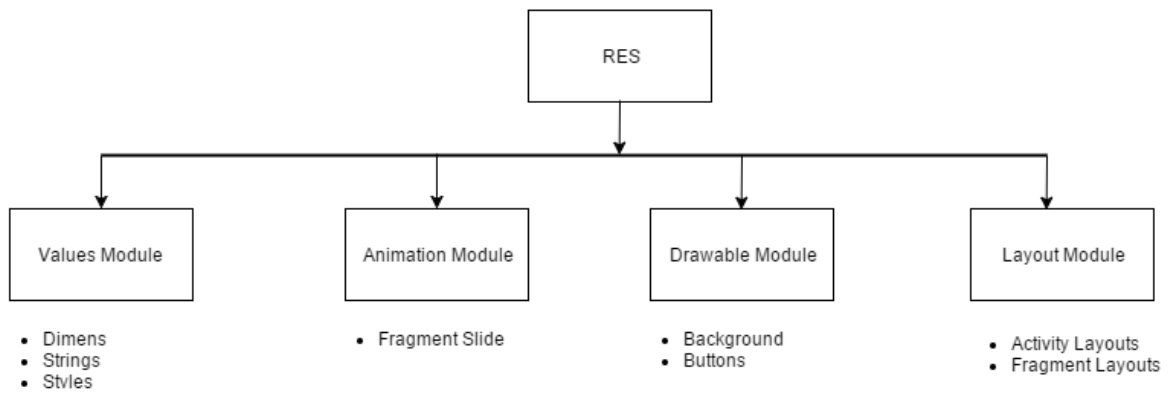 RES
Values Module
Animation Module
Drawable Module
Layout Module
Dimens
Strings
Styles
Fragment Slide
Background
Buttons
Activity Layouts
Fragment Layouts